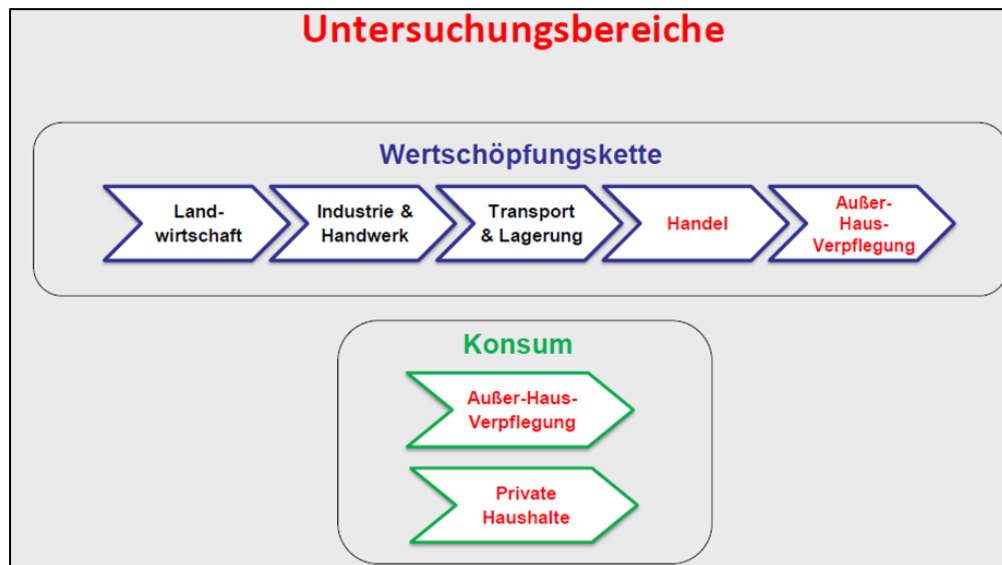 Untersuchungsbereiche
Wertschöpfungskette
Land-
wirtschaft
Industrie &
Handwerk
Transport
& Lagerung
Handel
Außer-
Haus-
Verpflegung
Konsum
Außer-Haus-
Verpflegung
Private
Haushalte